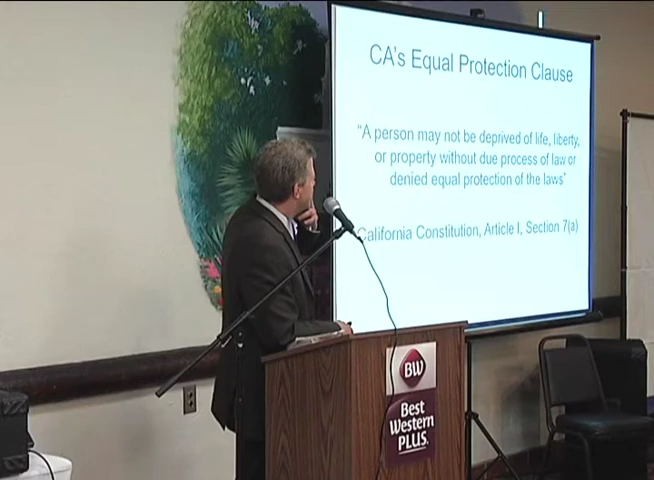 CA's Equal Protection Clause
“A person may not be deprived of life, liberty,
or property without due process of law or
denied equal protection of the laws”
California Constitution, Article I, Section 7(a)
BW
Best
Western
PLUS.